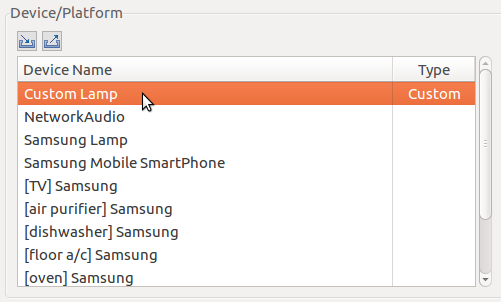 Device/Platform
Device Name Type
Custom Lamp Custom
NetworkAudio
Samsung Lamp
Samsung Mobile SmartPhone
[TV] Samsung
[air purifier] Samsung
[dishwasher] Samsung
[floor a/c] Samsung
[oven] Samsung